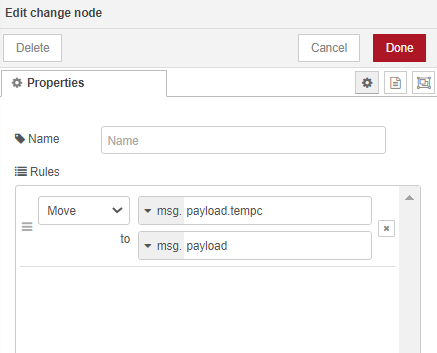 Edit change node
Delete
Cancel
Done
Properties
Name
Name
Rules
Move
msg. payload.tempc
to
msg. payload